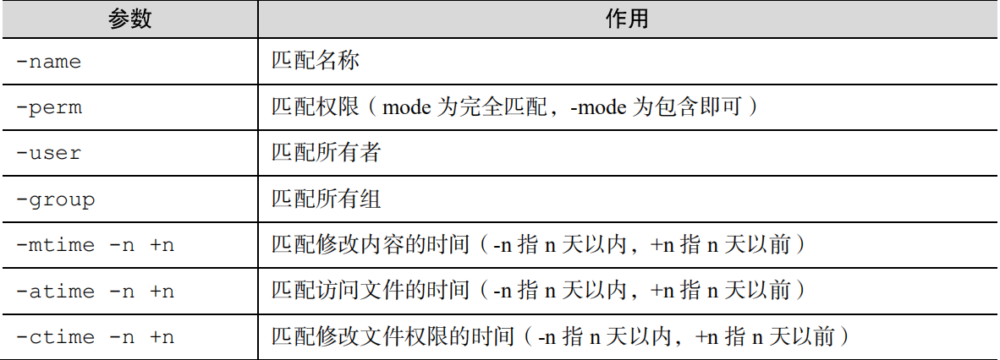 参数 作用
-name 匹配名称
-perm 匹配权限（mode 为完全匹配，-mode 为包含即可）
-user 匹配所有者
-group 匹配所有组
-mtime -n +n 匹配修改内容的时间（-n 指 n 天以内，+n 指 n 天以前）
-atime -n +n 匹配访问文件的时间（-n 指 n 天以内，+n 指 n 天以前）
-ctime -n +n 匹配修改文件权限的时间（-n 指 n 天以内，+n 指 n 天以前）